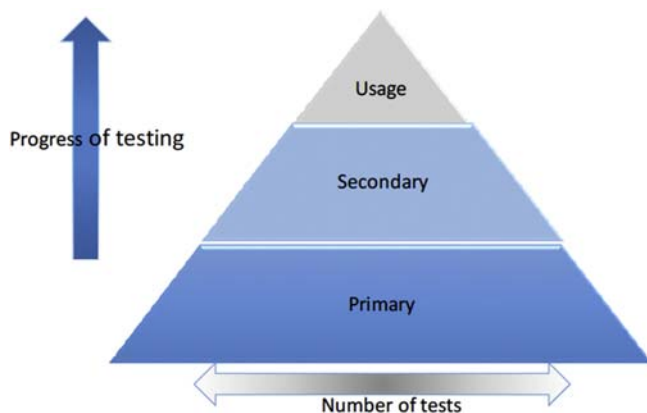 Usage
Progress of testing
Secondary
Primary
Number of tests